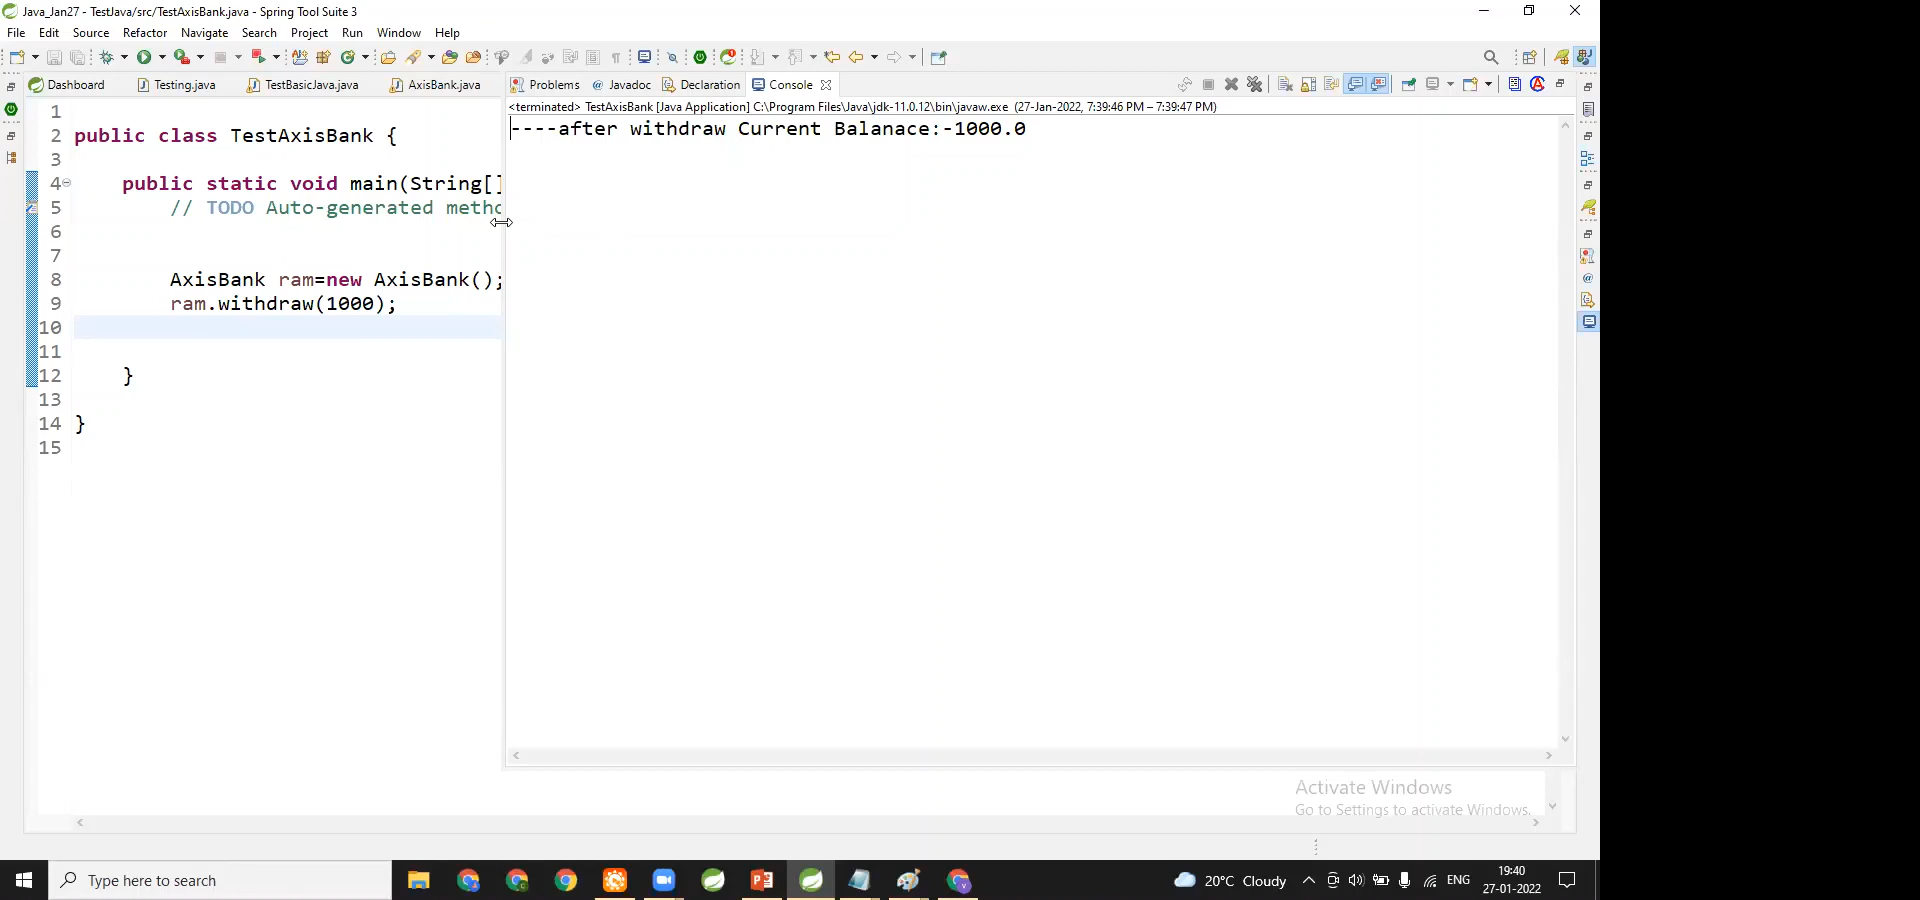 Java_Jan27 - TestJava/src/TestAxisBank.java - Spring Tool Suite 3
File Edit Source Refactor Navigate Search Project Run Window Help
Dashboard Testing.java TestBasicJava.java AxisBank.java
1
2 public class TestAxisBank {
3
4 public static void main(String[]
5 // TODO Auto-generated metho
6
7
8 AxisBank ram=new AxisBank();
9 ram.withdraw(1000);
10
11
12 }
13
14 }
15
Problems @ Javadoc Declaration Console
<terminated> TestAxisBank [Java Application] C:\Program Files\Java\jdk-11.0.12\bin\javaw.exe (27-Jan-2022, 7:39:46 PM – 7:39:47 PM)
----after withdraw Current Balanace:-1000.0
Activate Windows
Go to Settings to activate Windows.
Type here to search
20°C Cloudy
ENG
19:40
27-01-2022